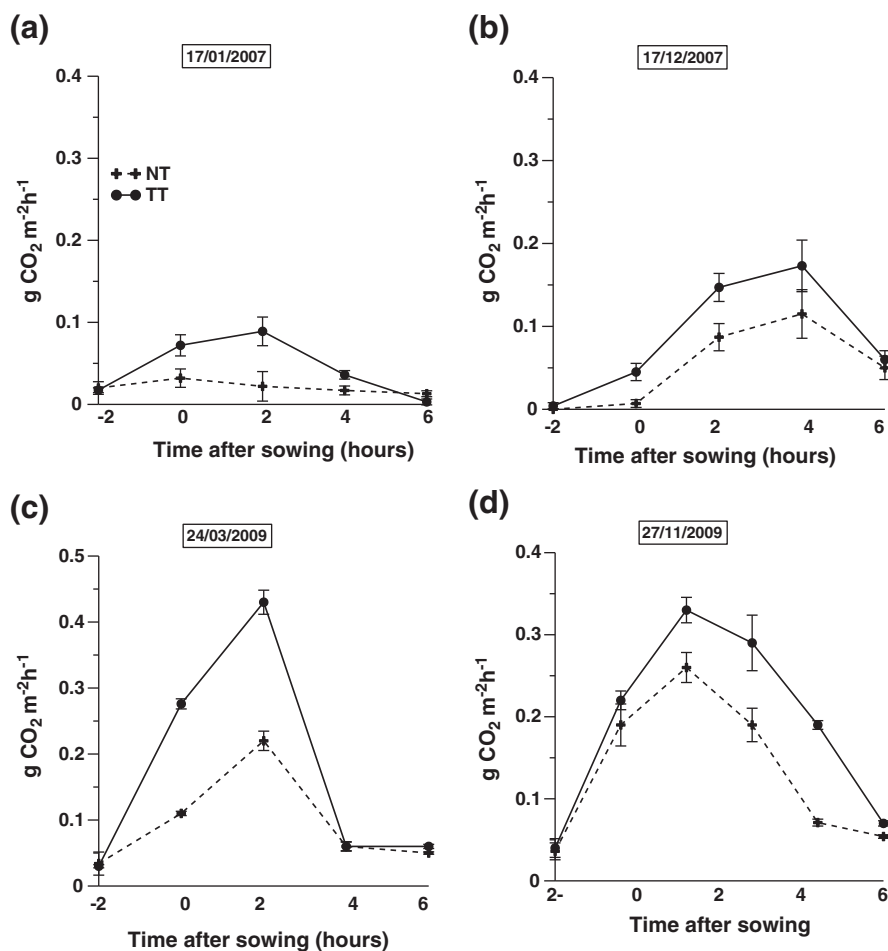 (a)
17/01/2007
0.4
0.3
0.2
0.1
0
g CO2 m-2h-1
NT
TT
-2 0 2 4 6
Time after sowing (hours)
(b)
17/12/2007
0.4
0.3
0.2
0.1
0
g CO2 m-2h-1
-2 0 2 4 6
Time after sowing (hours)
(c)
24/03/2009
0.5
0.4
0.3
0.2
0.1
0
g CO2 m-2h-1
-2 0 2 4 6
Time after sowing (hours)
(d)
27/11/2009
0.4
0.3
0.2
0.1
0
g CO2 m-2h-1
2- 0 2 4 6
Time after sowing